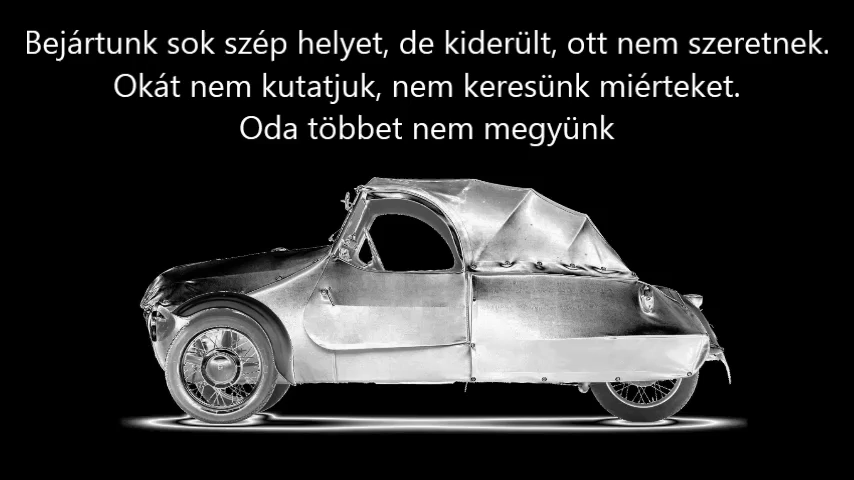 Bejártunk sok szép helyet, de kiderült, ott nem szeretnek.
Okát nem kutatjuk, nem keresünk miérteket.
Oda többet nem megyünk